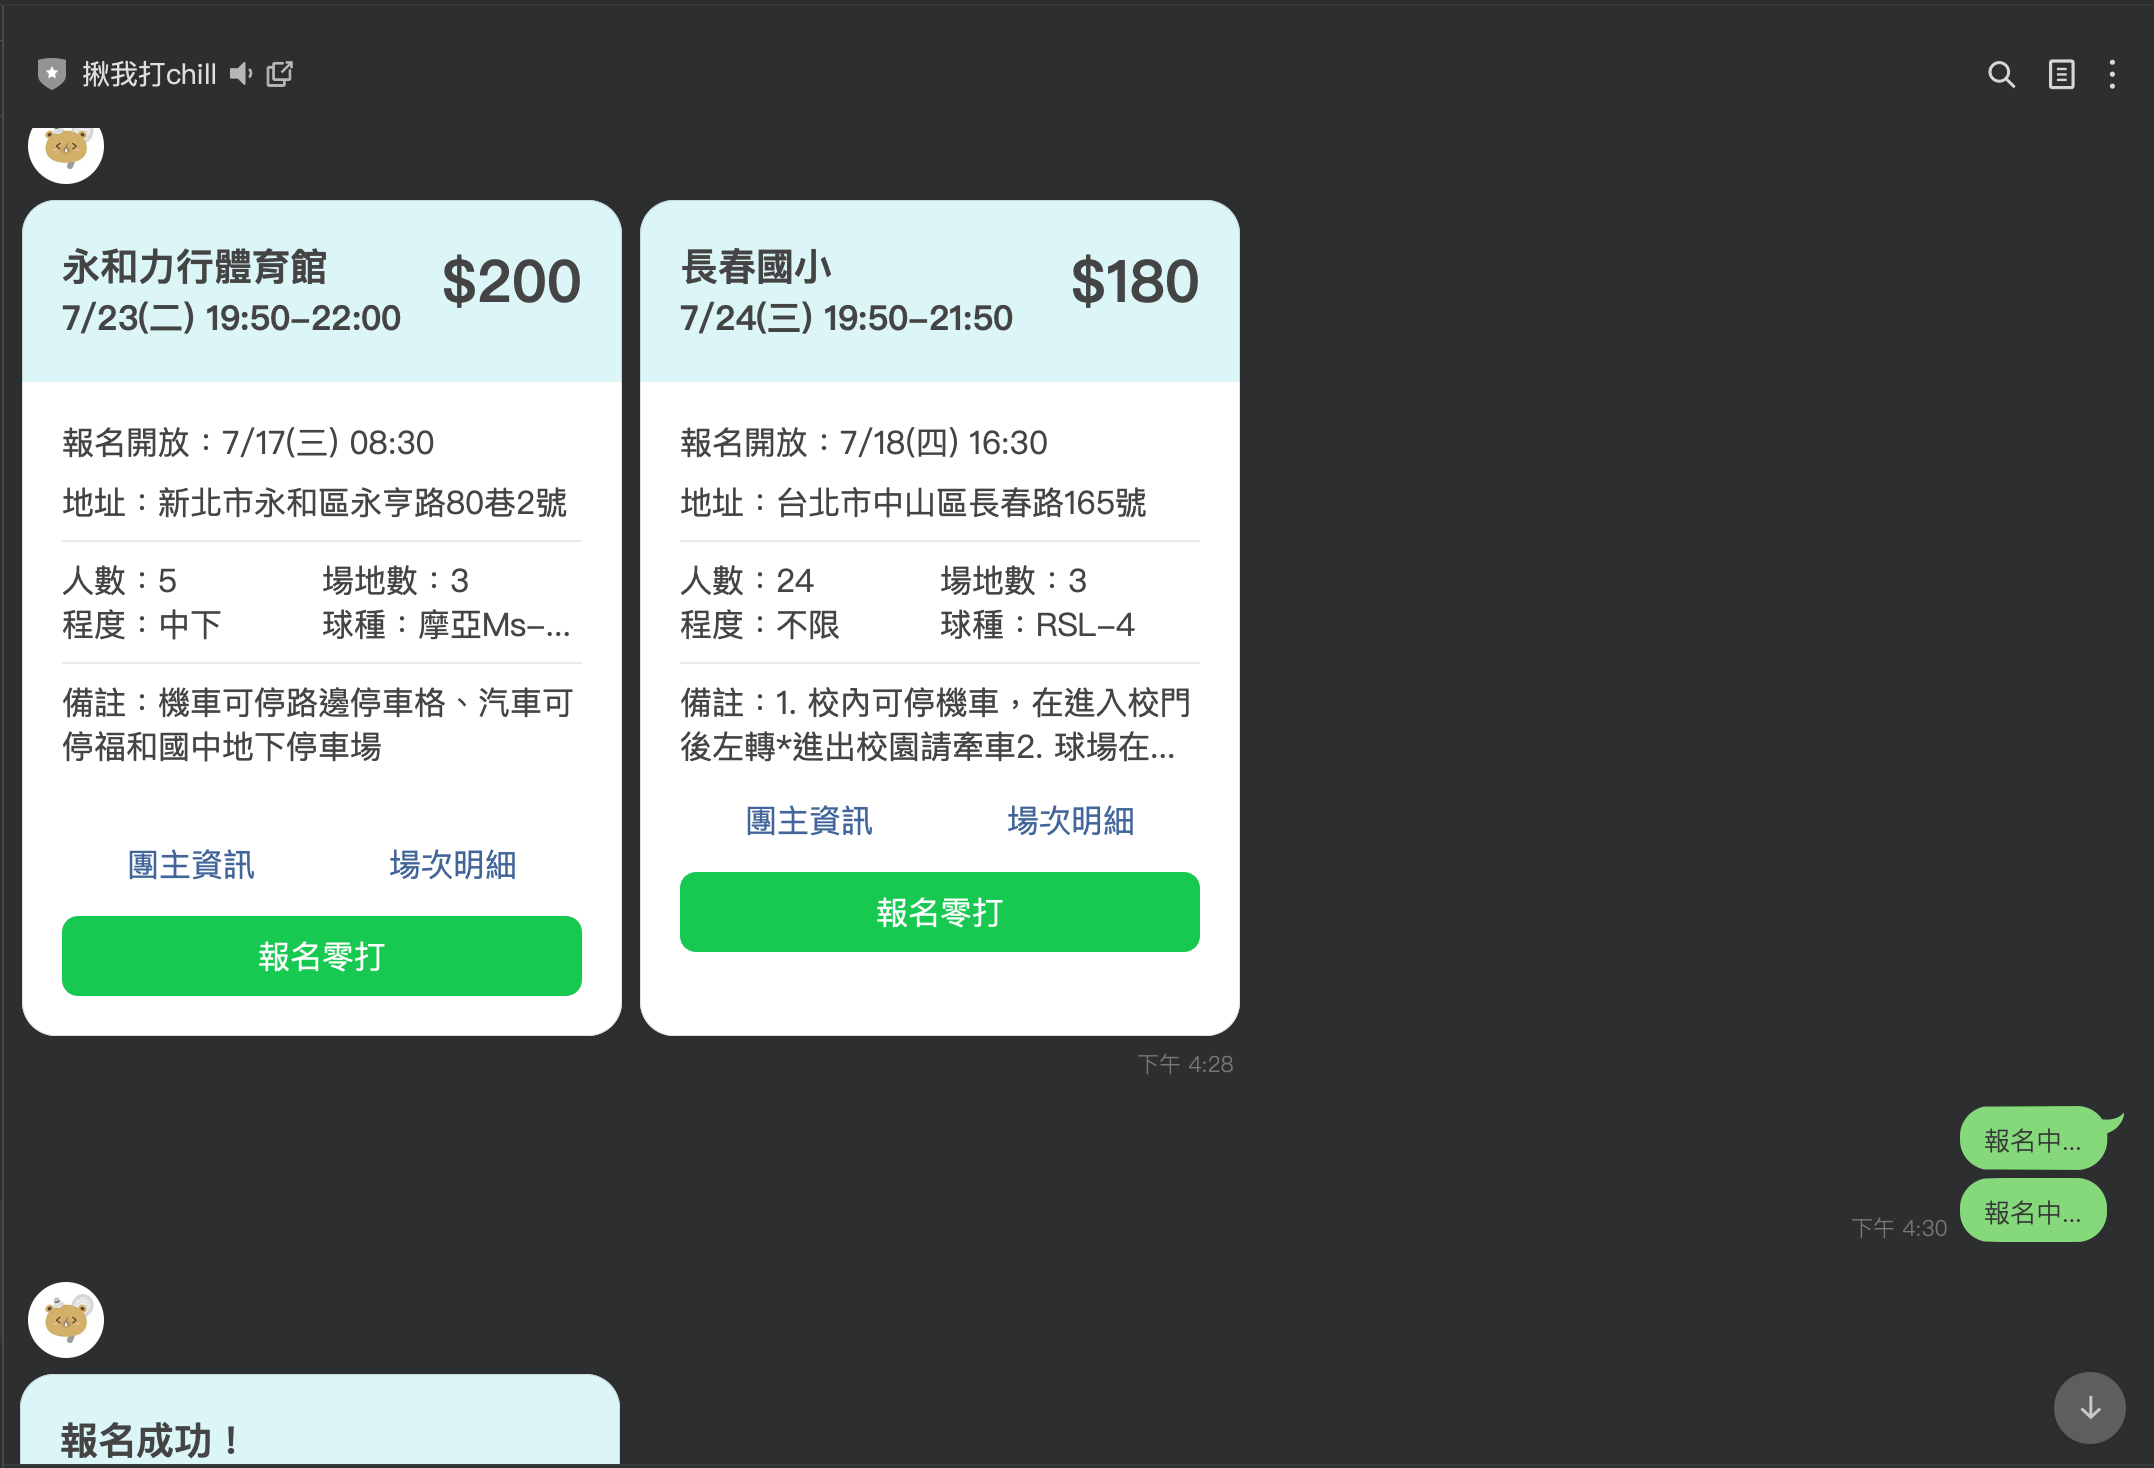 揪我打chill
永和力行體育館
$200
7/23(二) 19:50–22:00
報名開放：7/17(三) 08:30
地址：新北市永和區永亨路80巷2號
人數：5 場地數：3
程度：中下 球種：摩亞Ms–...
備註：機車可停路邊停車格、汽車可
停福和國中地下停車場
團主資訊 場次明細
報名零打
長春國小
$180
7/24(三) 19:50–21:50
報名開放：7/18(四) 16:30
地址：台北市中山區長春路165號
人數：24 場地數：3
程度：不限 球種：RSL–4
備註：1. 校內可停機車，在進入校門
後左轉*進出校園請牽車2. 球場在...
團主資訊 場次明細
報名零打
下午 4:28
報名中...
報名中...
下午 4:30
報名成功！